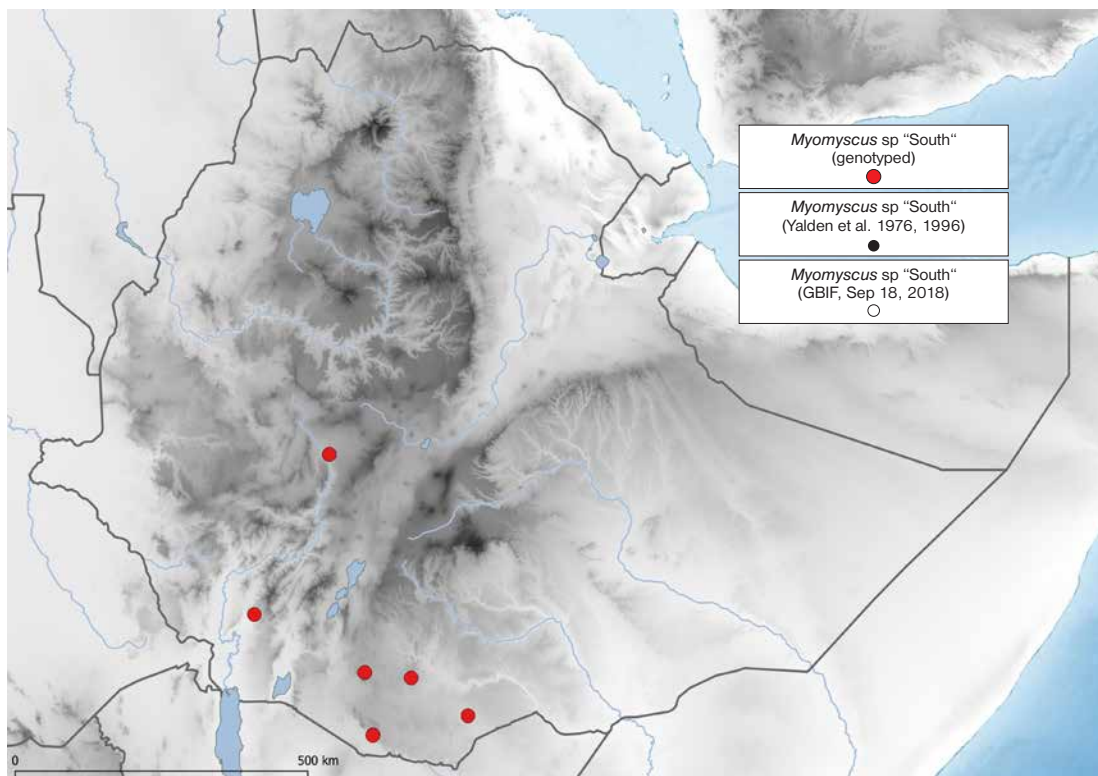 Myomyscus sp “South“
(genotyped)
Myomyscus sp “South“
(Yalden et al. 1976, 1996)
Myomyscus sp “South“
(GBIF, Sep 18, 2018)
0 500 km